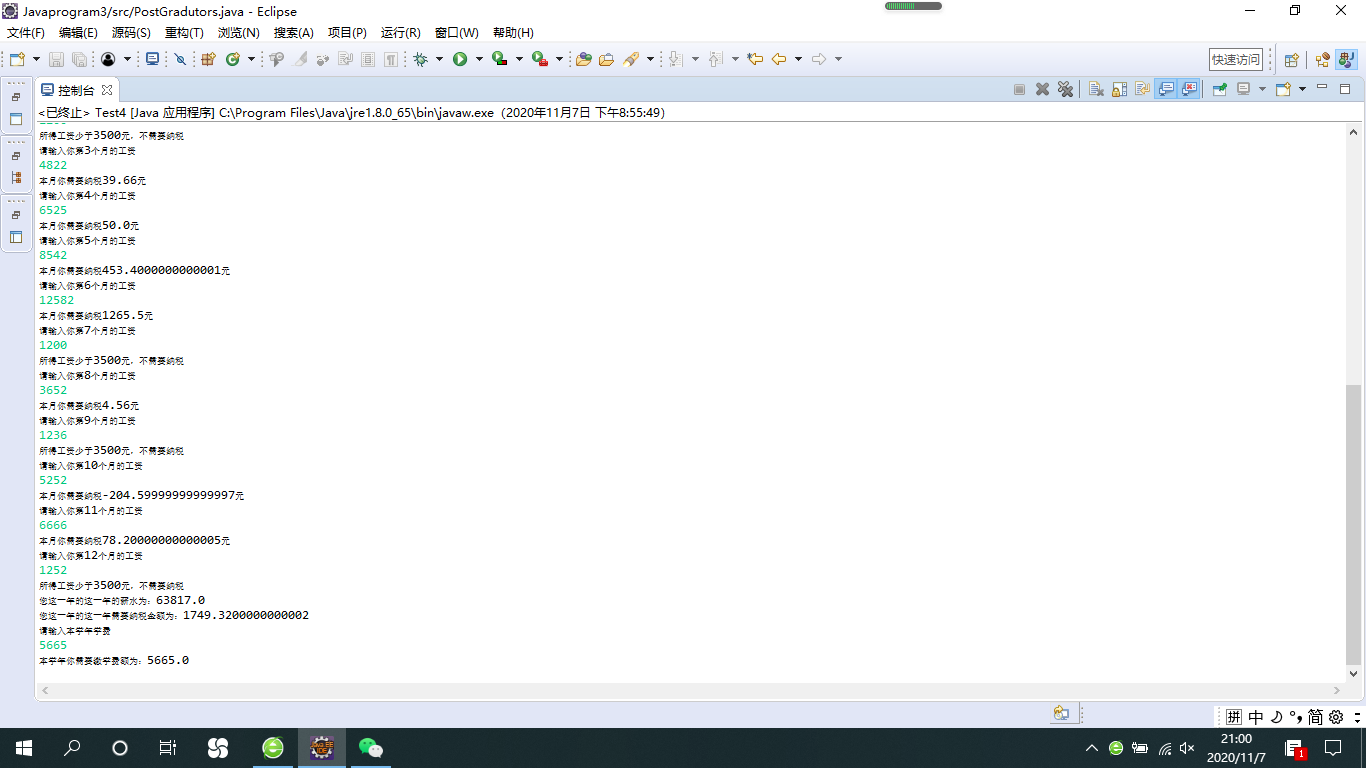 Javaprogram3/src/PostGradutors.java - Eclipse
文件(F) 编辑(E) 源码(S) 重构(T) 浏览(N) 搜索(A) 项目(P) 运行(R) 窗口(W) 帮助(H)
快速访问
控制台
<已终止> Test4 [Java 应用程序] C:\Program Files\Java\jre1.8.0_65\bin\javaw.exe（2020年11月7日 下午8:55:49）
所得工资少于3500元，不需要纳税
请输入你第3个月的工资
4822
本月你需要纳税39.66元
请输入你第4个月的工资
6525
本月你需要纳税50.0元
请输入你第5个月的工资
8542
本月你需要纳税453.4000000000001元
请输入你第6个月的工资
12582
本月你需要纳税1265.5元
请输入你第7个月的工资
1200
所得工资少于3500元，不需要纳税
请输入你第8个月的工资
3652
本月你需要纳税4.56元
请输入你第9个月的工资
1236
所得工资少于3500元，不需要纳税
请输入你第10个月的工资
5252
本月你需要纳税-204.59999999999997元
请输入你第11个月的工资
6666
本月你需要纳税78.20000000000005元
请输入你第12个月的工资
1252
所得工资少于3500元，不需要纳税
您这一年的这一年的薪水为：63817.0
您这一年的这一年需要纳税金额为：1749.3200000000002
请输入本学年学费
5665
本学年你需要缴学费额为：5665.0
拼 中 简
21:00
2020/11/7
1